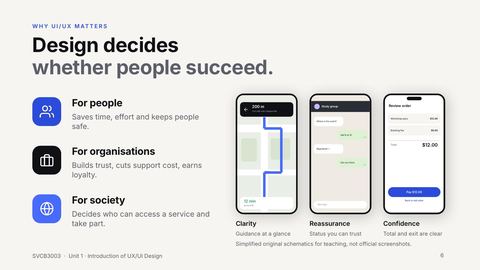 WHY UI/UX MATTERS
Design decides
whether people succeed.
For people
Saves time, effort and keeps people
safe.
For organisations
Builds trust, cuts support cost, earns
loyalty.
For society
Decides who can access a service and
take part.
200 m
12 min
Study group
Review order
Total
$12.00
Pay $12.00
Clarity
Guidance at a glance
Reassurance
Status you can trust
Confidence
Total and exit are clear
Simplified original schematics for teaching, not official screenshots.
SVCB3003 · Unit 1 · Introduction of UX/UI Design
6